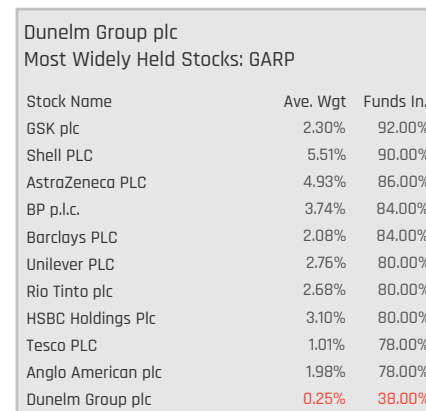 Dunelm Group plc
Most Widely Held Stocks: GARP
Stock Name Ave. Wgt Funds In.
GSK plc 2.30% 92.00%
Shell PLC 5.51% 90.00%
AstraZeneca PLC 4.93% 86.00%
BP p.l.c. 3.74% 84.00%
Barclays PLC 2.08% 84.00%
Unilever PLC 2.76% 80.00%
Rio Tinto plc 2.68% 80.00%
HSBC Holdings Plc 3.10% 80.00%
Tesco PLC 1.01% 78.00%
Anglo American plc 1.98% 78.00%
Dunelm Group plc 0.25% 38.00%